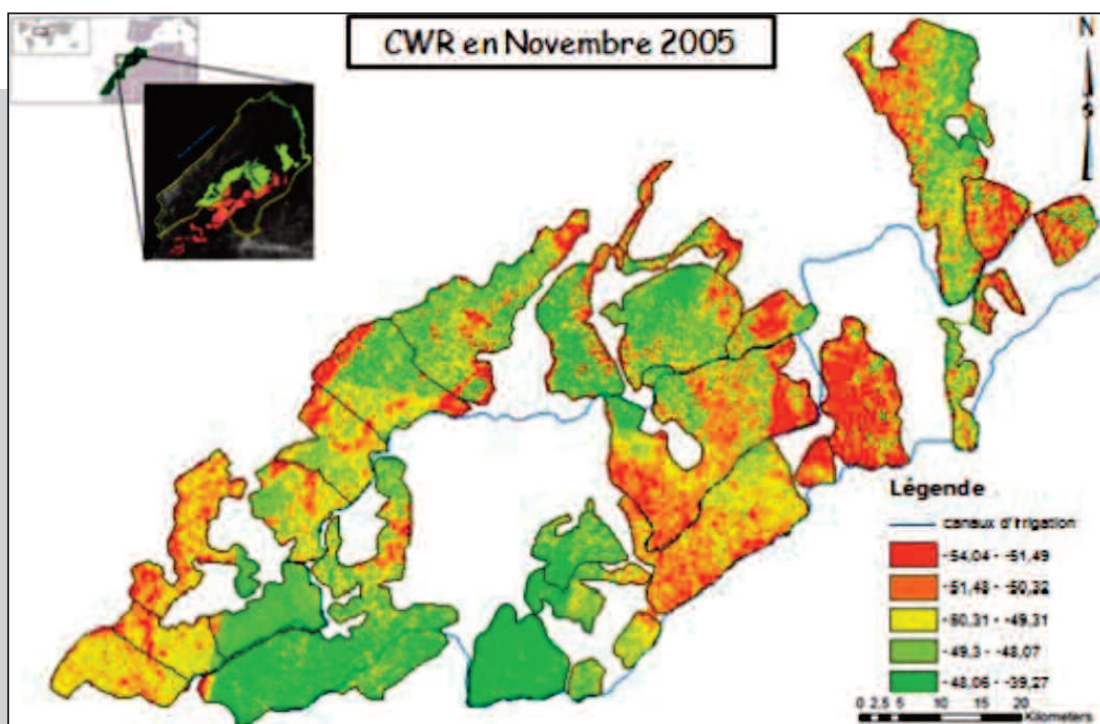 CWR en Novembre 2005
N
Légende
canaux d'irrigation
-54,04 - -51,49
-51,48 - -50,32
-50,31 - -49,31
-49,3 - -48,07
-48,06 - -39,27
0 2,5 5 10 15 20
Kilometers